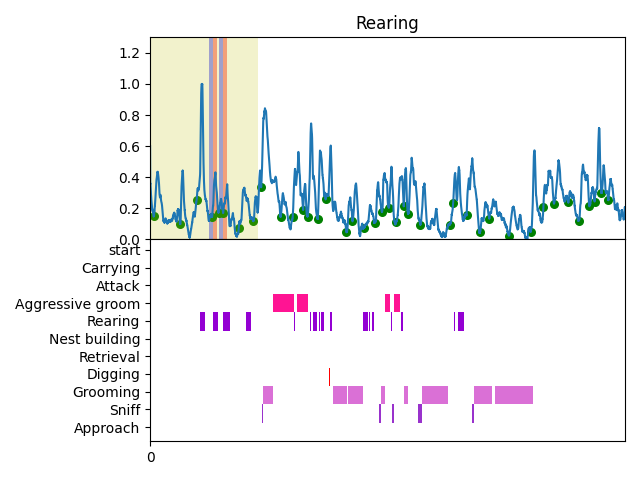 Rearing
1.2
1.0
0.8
0.6
0.4
0.2
0.0
start
Carrying
Attack
Aggressive groom
Rearing
Nest building
Retrieval
Digging
Grooming
Sniff
Approach
0